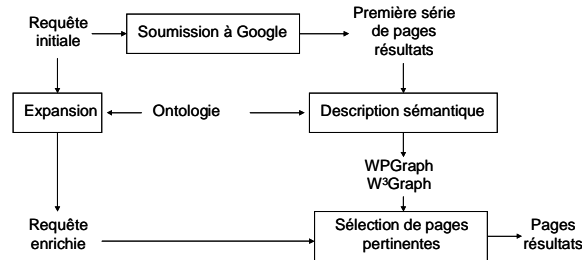 Requête
initiale
Soumission à Google
Première série
de pages
résultats
Expansion
Ontologie
Description sémantique
WPGraph
W³Graph
Requête
enrichie
Sélection de pages
pertinentes
Pages
résultats